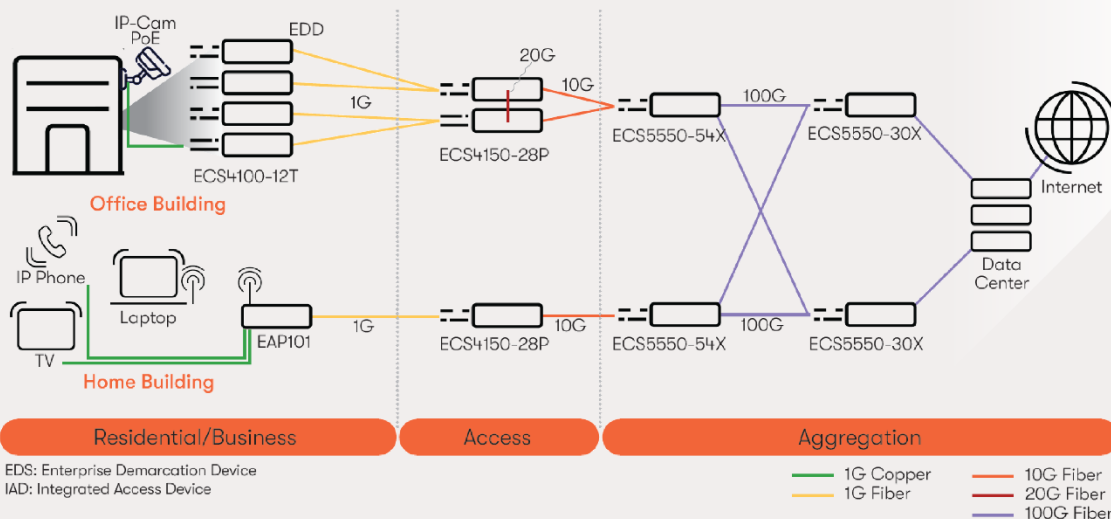 IP-Cam
PoE
EDD
1G
ECS4100-12T
Office Building
20G
10G
ECS4150-28P
ECS5550-54X
100G
ECS5550-30X
Internet
Data
Center
IP Phone
Laptop
TV
EAP101
Home Building
1G
ECS4150-28P
10G
ECS5550-54X
100G
ECS5550-30X
Residential/Business
Access
Aggregation
EDS: Enterprise Demarcation Device
IAD: Integrated Access Device
1G Copper
1G Fiber
10G Fiber
20G Fiber
100G Fiber